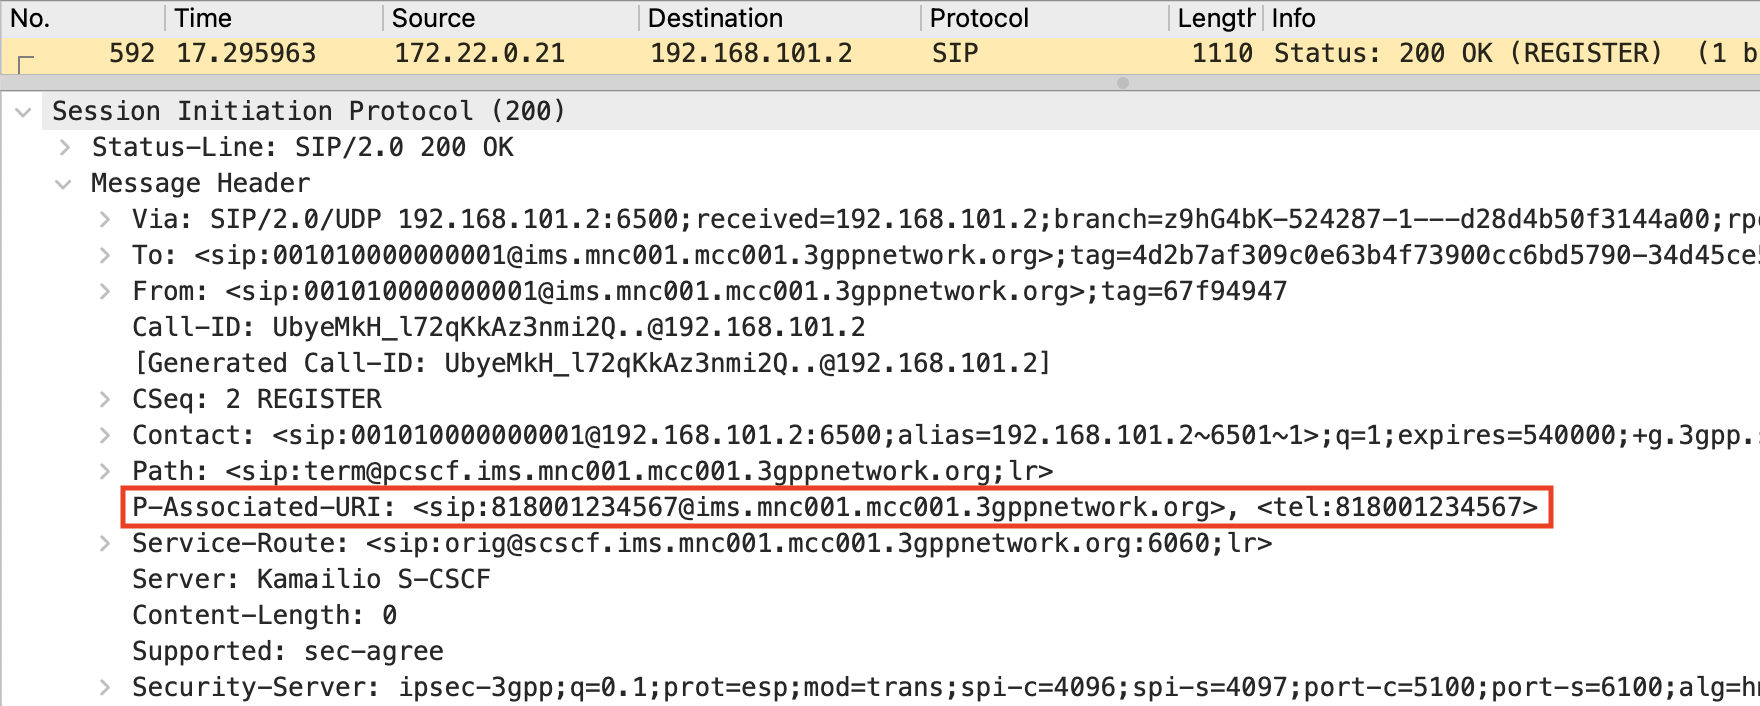 No. Time Source Destination Protocol Length Info
592 17.295963 172.22.0.21 192.168.101.2 SIP 1110 Status: 200 OK (REGISTER) (1 b
Session Initiation Protocol (200)
Status-Line: SIP/2.0 200 OK
Message Header
Via: SIP/2.0/UDP 192.168.101.2:6500;received=192.168.101.2;branch=z9hG4bK-524287-1---d28d4b50f3144a00;rpo
To: <sip:001010000000001@ims.mnc001.mcc001.3gppnetwork.org>;tag=4d2b7af309c0e63b4f73900cc6bd5790-34d45ce5
From: <sip:001010000000001@ims.mnc001.mcc001.3gppnetwork.org>;tag=67f94947
Call-ID: UbyeMkH_l72qKkAz3nmi2Q..@192.168.101.2
[Generated Call-ID: UbyeMkH_l72qKkAz3nmi2Q..@192.168.101.2]
CSeq: 2 REGISTER
Contact: <sip:001010000000001@192.168.101.2:6500;alias=192.168.101.2~6501~1>;q=1;expires=540000;+g.3gpp.s
Path: <sip:term@pcscf.ims.mnc001.mcc001.3gppnetwork.org;lr>
P-Associated-URI: <sip:818001234567@ims.mnc001.mcc001.3gppnetwork.org>, <tel:818001234567>
Service-Route: <sip:orig@scscf.ims.mnc001.mcc001.3gppnetwork.org:6060;lr>
Server: Kamailio S-CSCF
Content-Length: 0
Supported: sec-agree
Security-Server: ipsec-3gpp;q=0.1;prot=esp;mod=trans;spi-c=4096;spi-s=4097;port-c=5100;port-s=6100;alg=hm